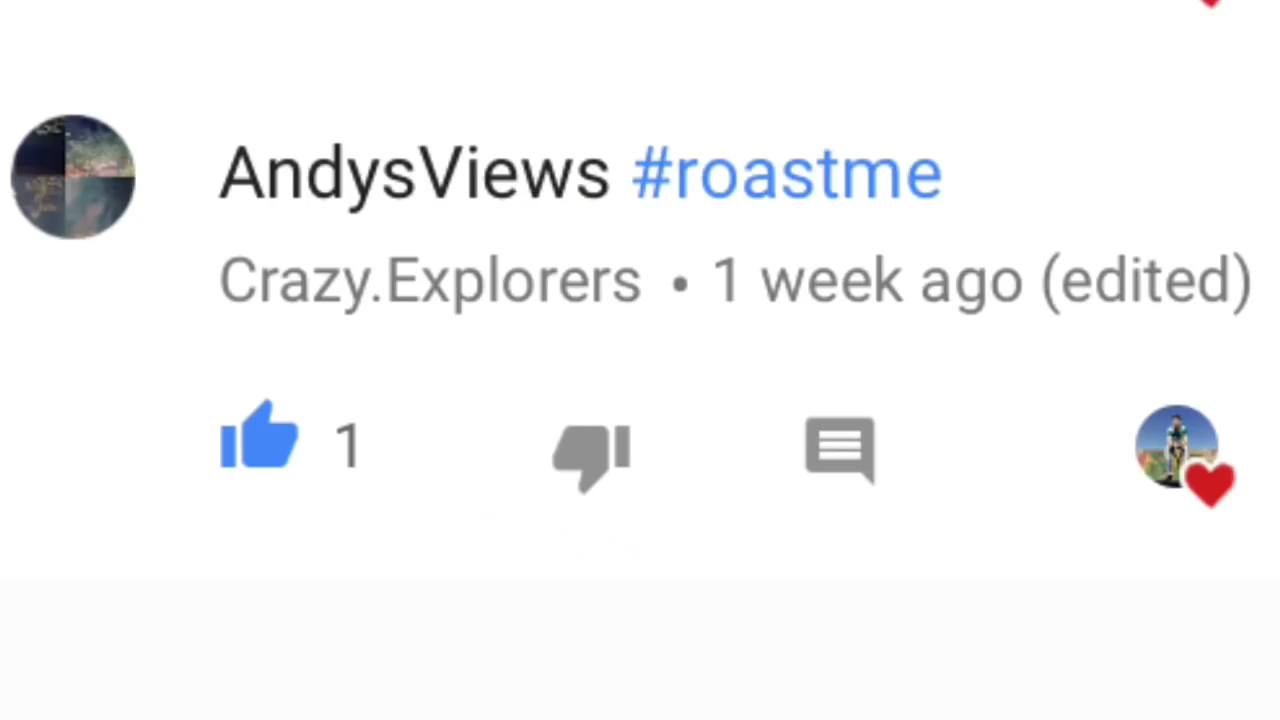 AndysViews #roastme
Crazy.Explorers • 1 week ago (edited)
1